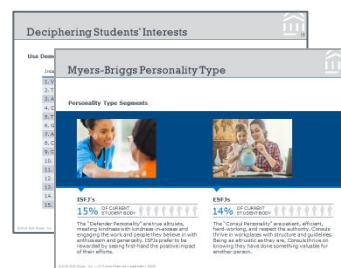 Deciphering Students' Interests
Use Dem
Myers-Briggs Personality Type
Personality Type Segments
ISFJ's
15% OF CURRENT STUDENT BODY
The "Defender Personality" are true altruists,
meeting kindness with kindness-in-excess and
engaging the work and people they believe in with
enthusiasm and generosity. ISFJs prefer to be
rewarded by seeing first-hand the positive impact
of their efforts.
ESFJs
14% OF CURRENT STUDENT BODY
The "Consul Personality" are patient, efficient,
hard-working, and respect the authority. Consuls
thrive in workplaces with structure and guidelines.
Being as altruistic as they are, Consuls thrive on
knowing they have done something valuable for
another person.